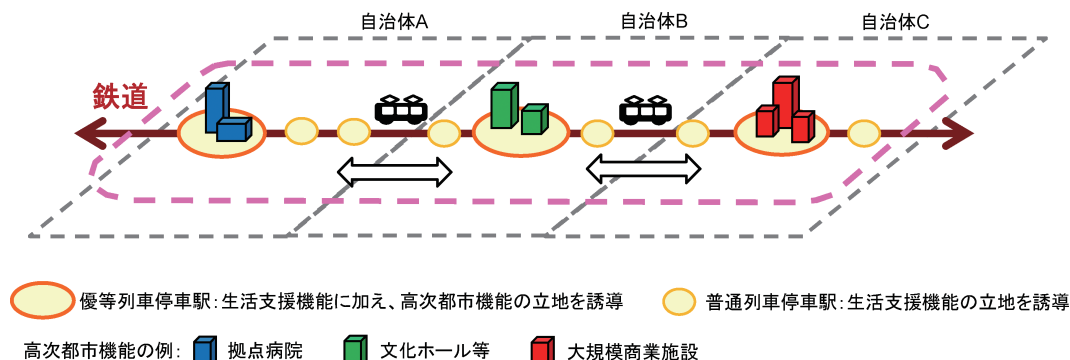 自治体A
自治体B
自治体C
鉄道
優等列車停車駅：生活支援機能に加え、高次都市機能の立地を誘導
普通列車停車駅：生活支援機能の立地を誘導
高次都市機能の例：
拠点病院
文化ホール等
大規模商業施設